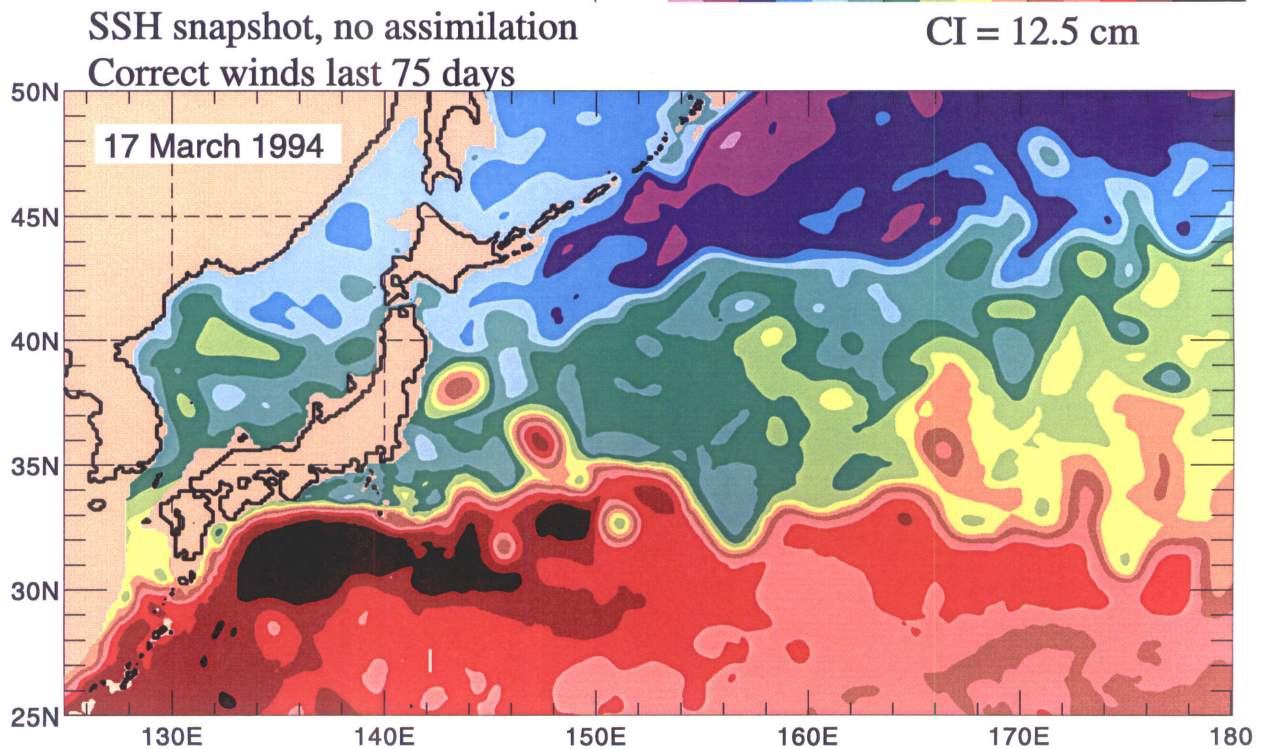 SSH snapshot, no assimilation
CI = 12.5 cm
Correct winds last 75 days
50N
17 March 1994
45N
40N
35N
30N
25N
130E 140E 150E 160E 170E 180